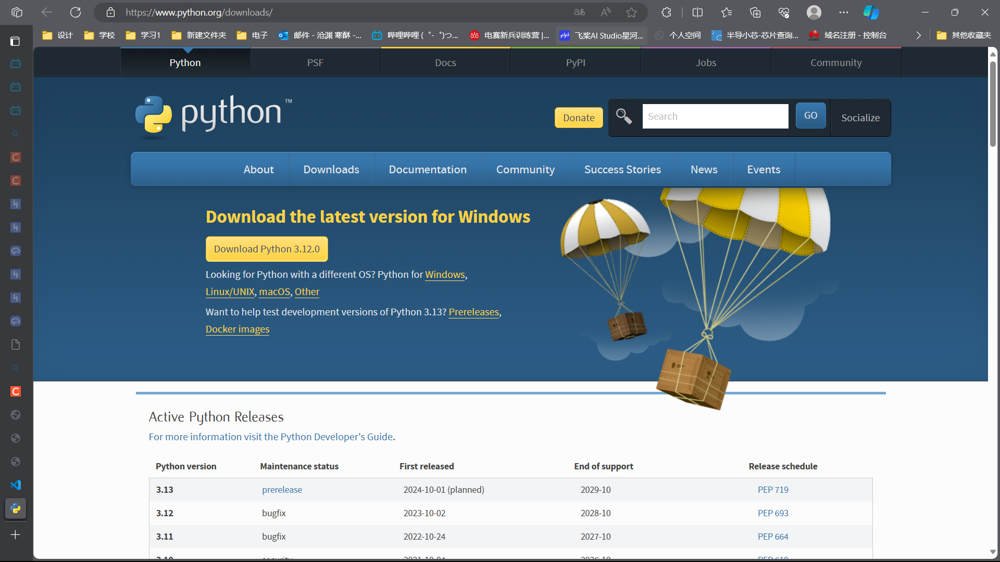 https://www.python.org/downloads/
设计 学校 学习1 新建文件夹 电子 邮件 - 沧渊 寒酥 -... 哔哩哔哩 (゜-゜)つ... 电赛新兵训练营 |... 飞桨AI Studio星河... 个人空间 半导小芯-芯片查询... 域名注册 - 控制台 其他收藏夹
Python PSF Docs PyPI Jobs Community
python™
Donate Search GO Socialize
About Downloads Documentation Community Success Stories News Events
Download the latest version for Windows
Download Python 3.12.0
Looking for Python with a different OS? Python for Windows,
Linux/UNIX, macOS, Other
Want to help test development versions of Python 3.13? Prereleases,
Docker images
Active Python Releases
For more information visit the Python Developer's Guide.
Python version Maintenance status First released End of support Release schedule
3.13 prerelease 2024-10-01 (planned) 2029-10 PEP 719
3.12 bugfix 2023-10-02 2028-10 PEP 693
3.11 bugfix 2022-10-24 2027-10 PEP 664